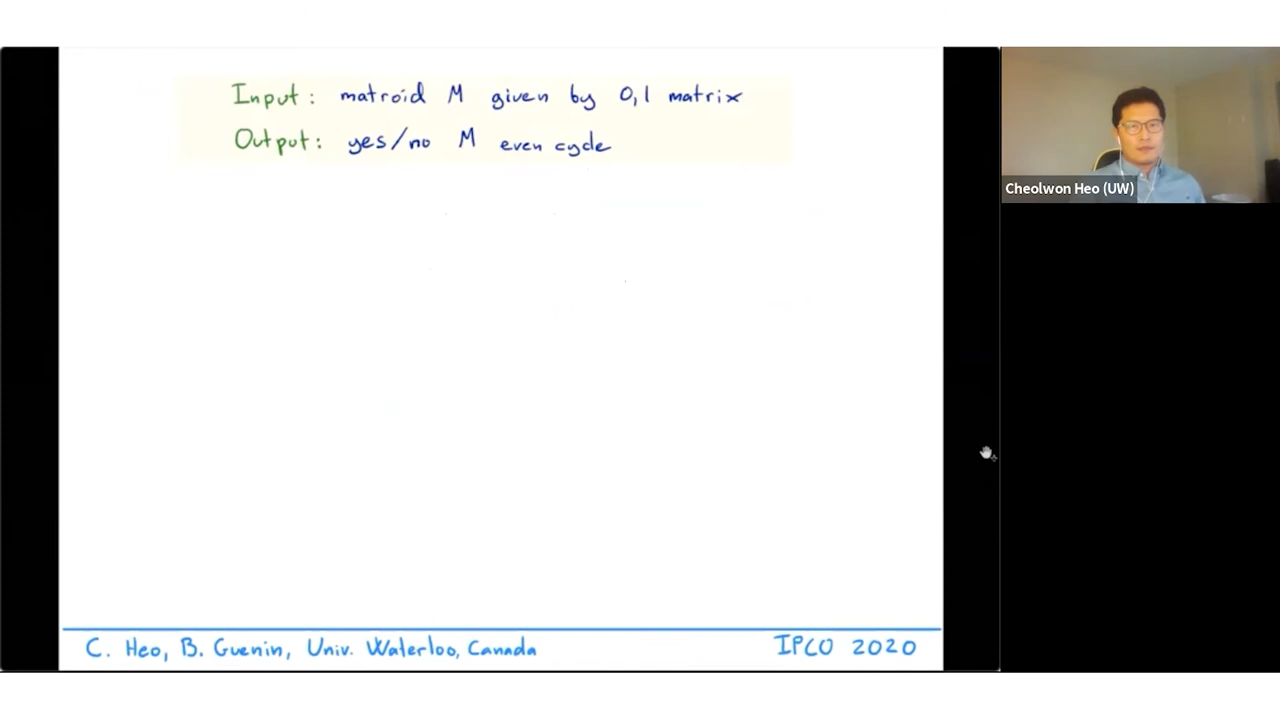 Input: matroid M given by 0,1 matrix
Output: yes/no M even cycle
Cheolwon Heo (UW)
C. Heo, B. Guenin, Univ. Waterloo, Canada
IPCO 2020